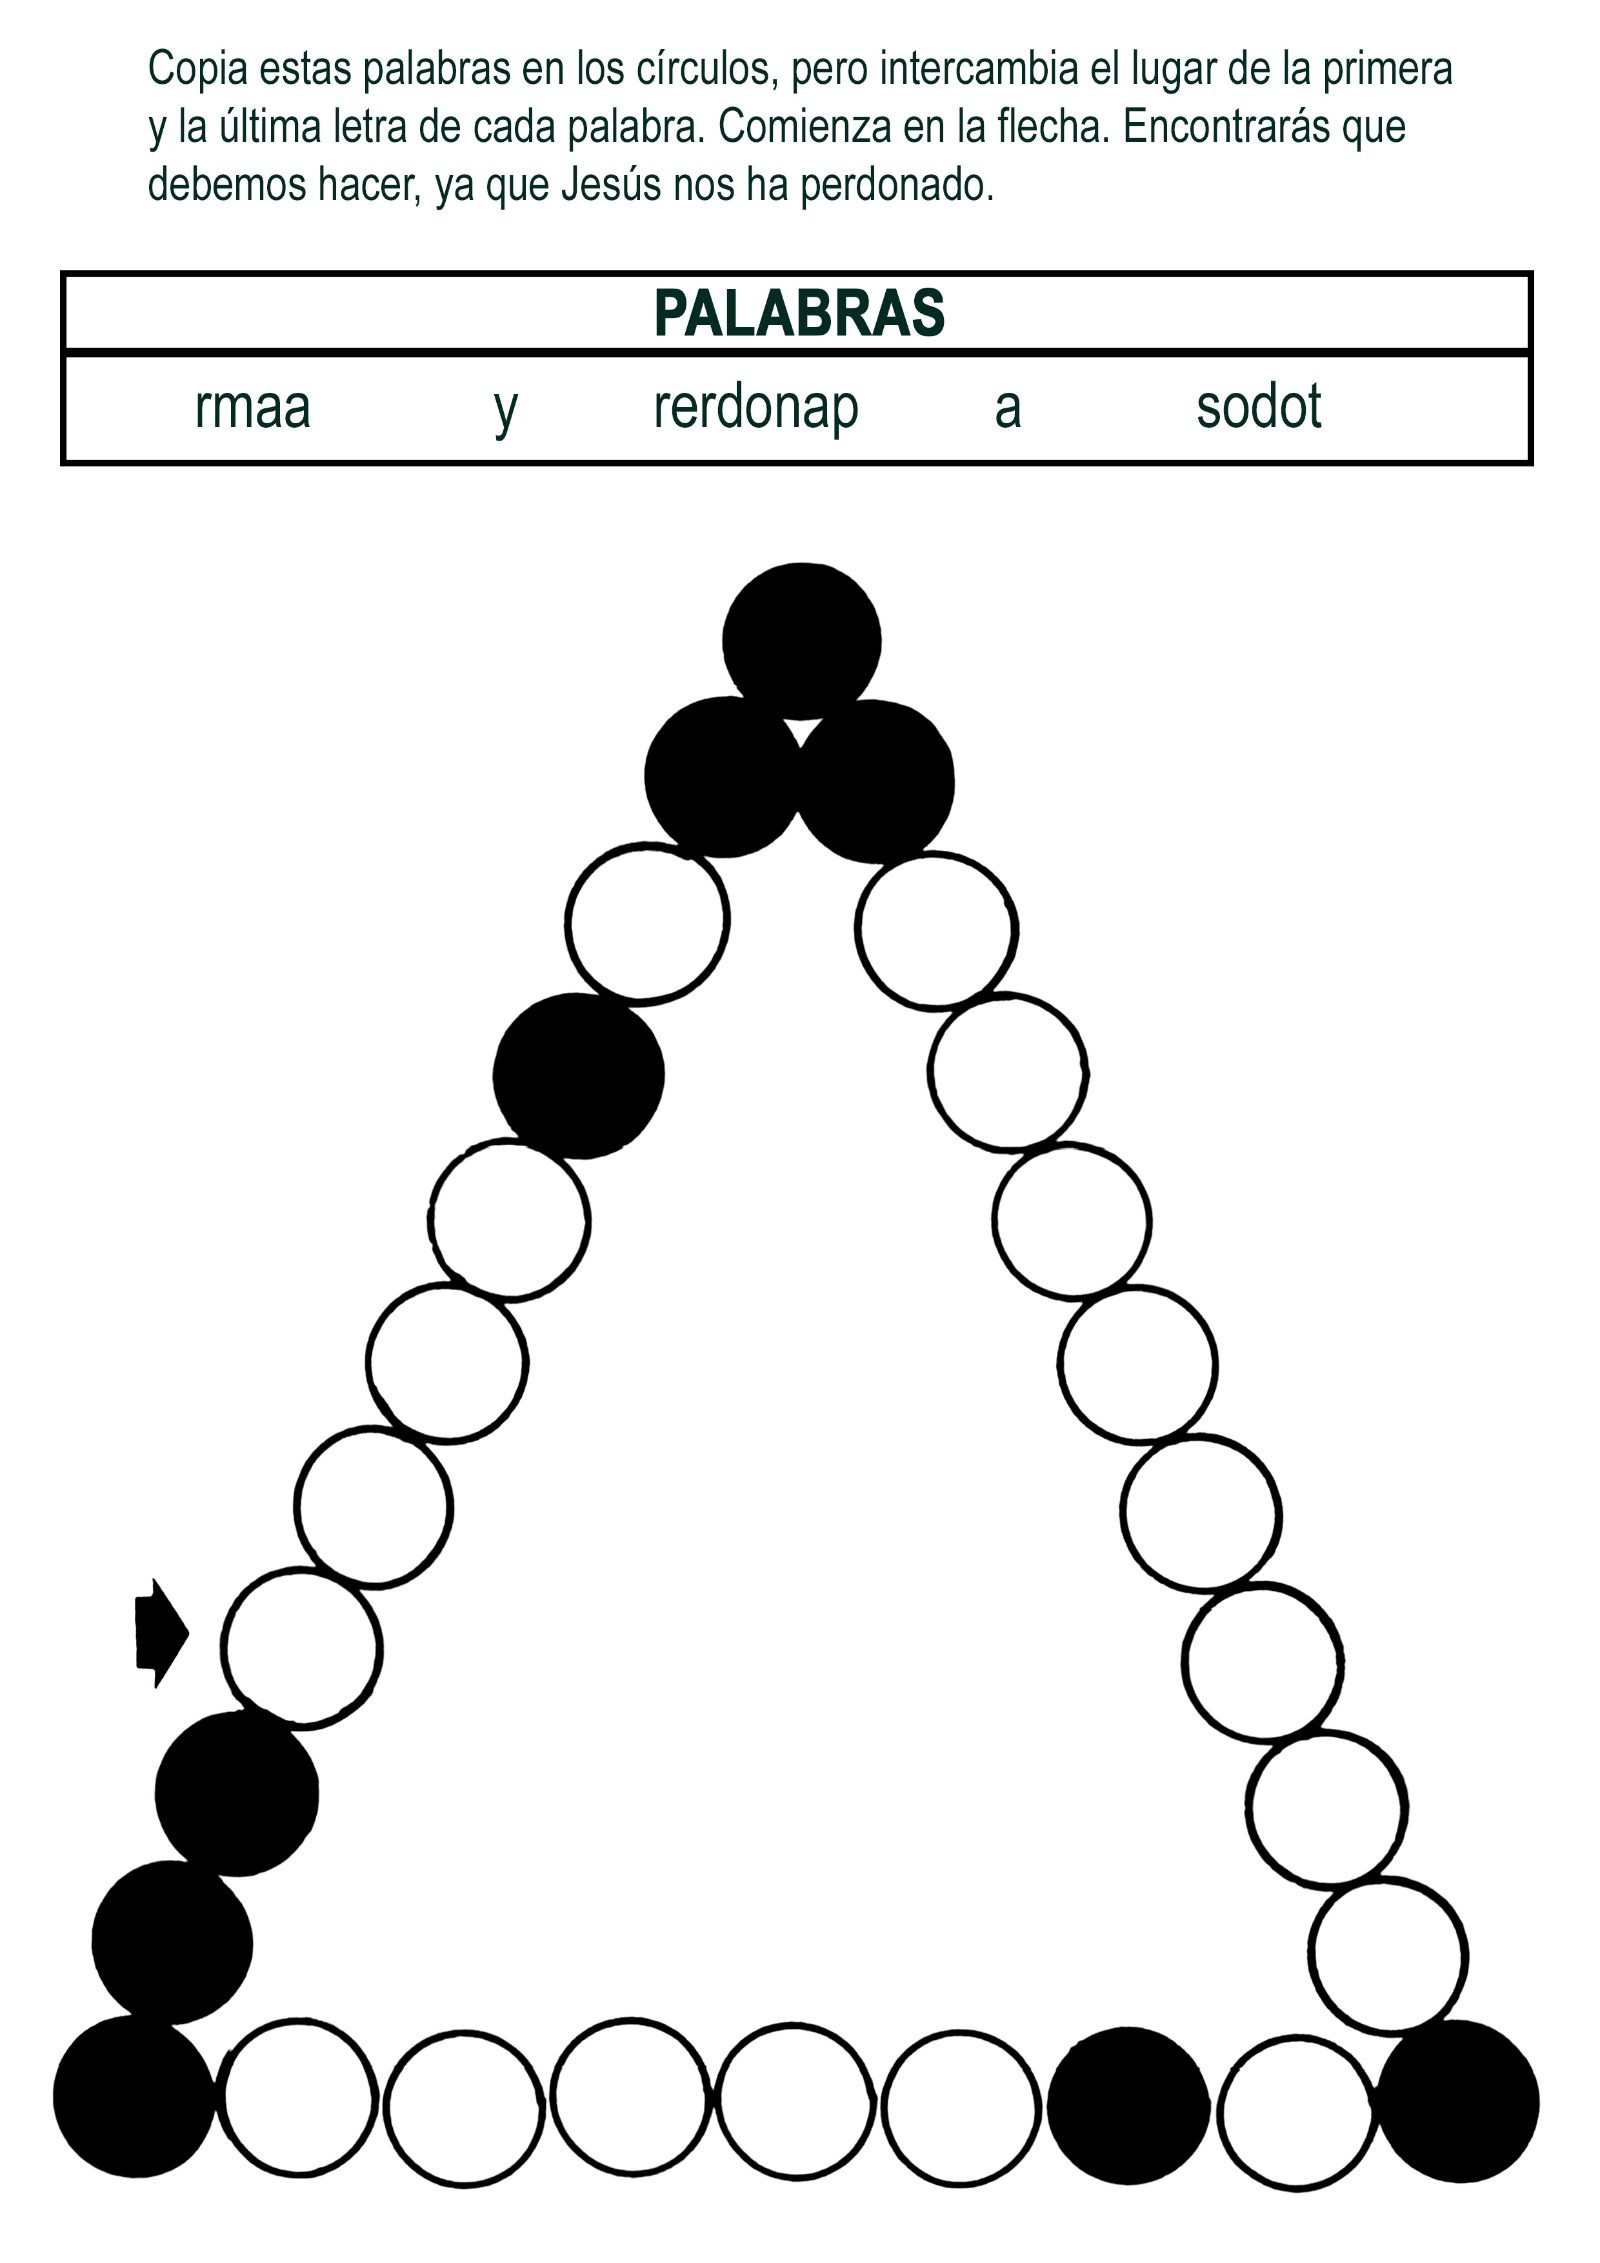 Copia estas palabras en los círculos, pero intercambia el lugar de la primera
y la última letra de cada palabra. Comienza en la flecha. Encontrarás que
debemos hacer, ya que Jesús nos ha perdonado.
PALABRAS
rmaa y rerdonap a sodot